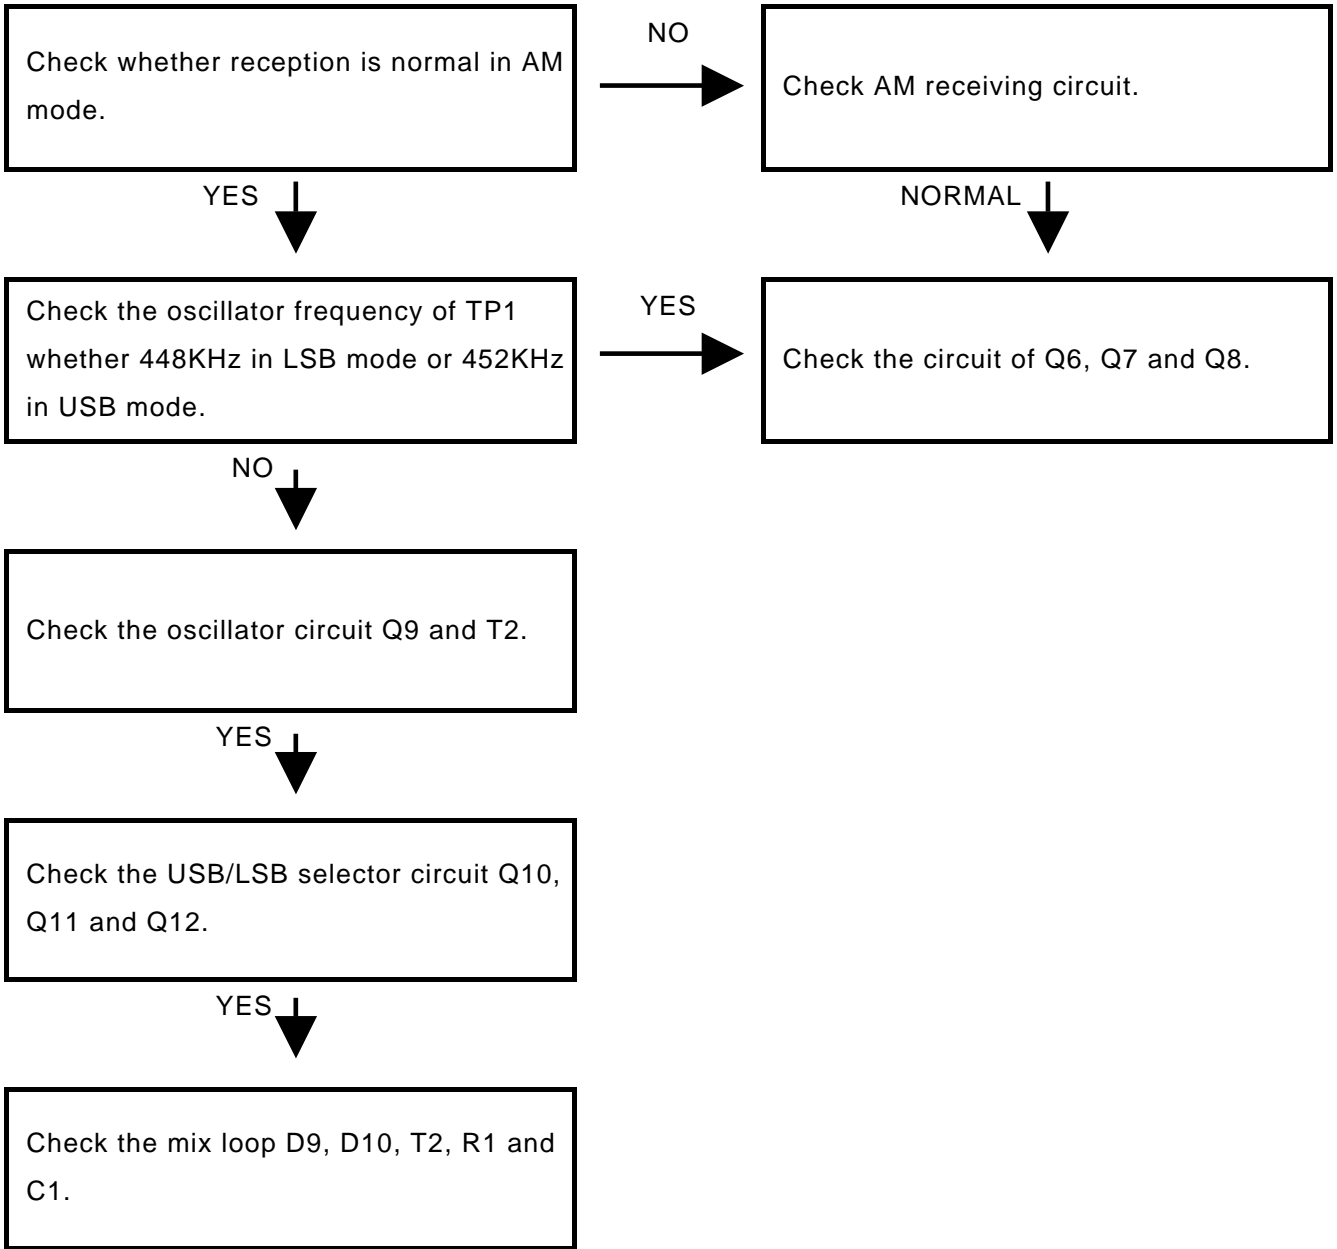 Check whether reception is normal in AM
mode.
NO
Check AM receiving circuit.
YES
NORMAL
Check the oscillator frequency of TP1
whether 448KHz in LSB mode or 452KHz
in USB mode.
YES
Check the circuit of Q6, Q7 and Q8.
NO
Check the oscillator circuit Q9 and T2.
YES
Check the USB/LSB selector circuit Q10,
Q11 and Q12.
YES
Check the mix loop D9, D10, T2, R1 and
C1.